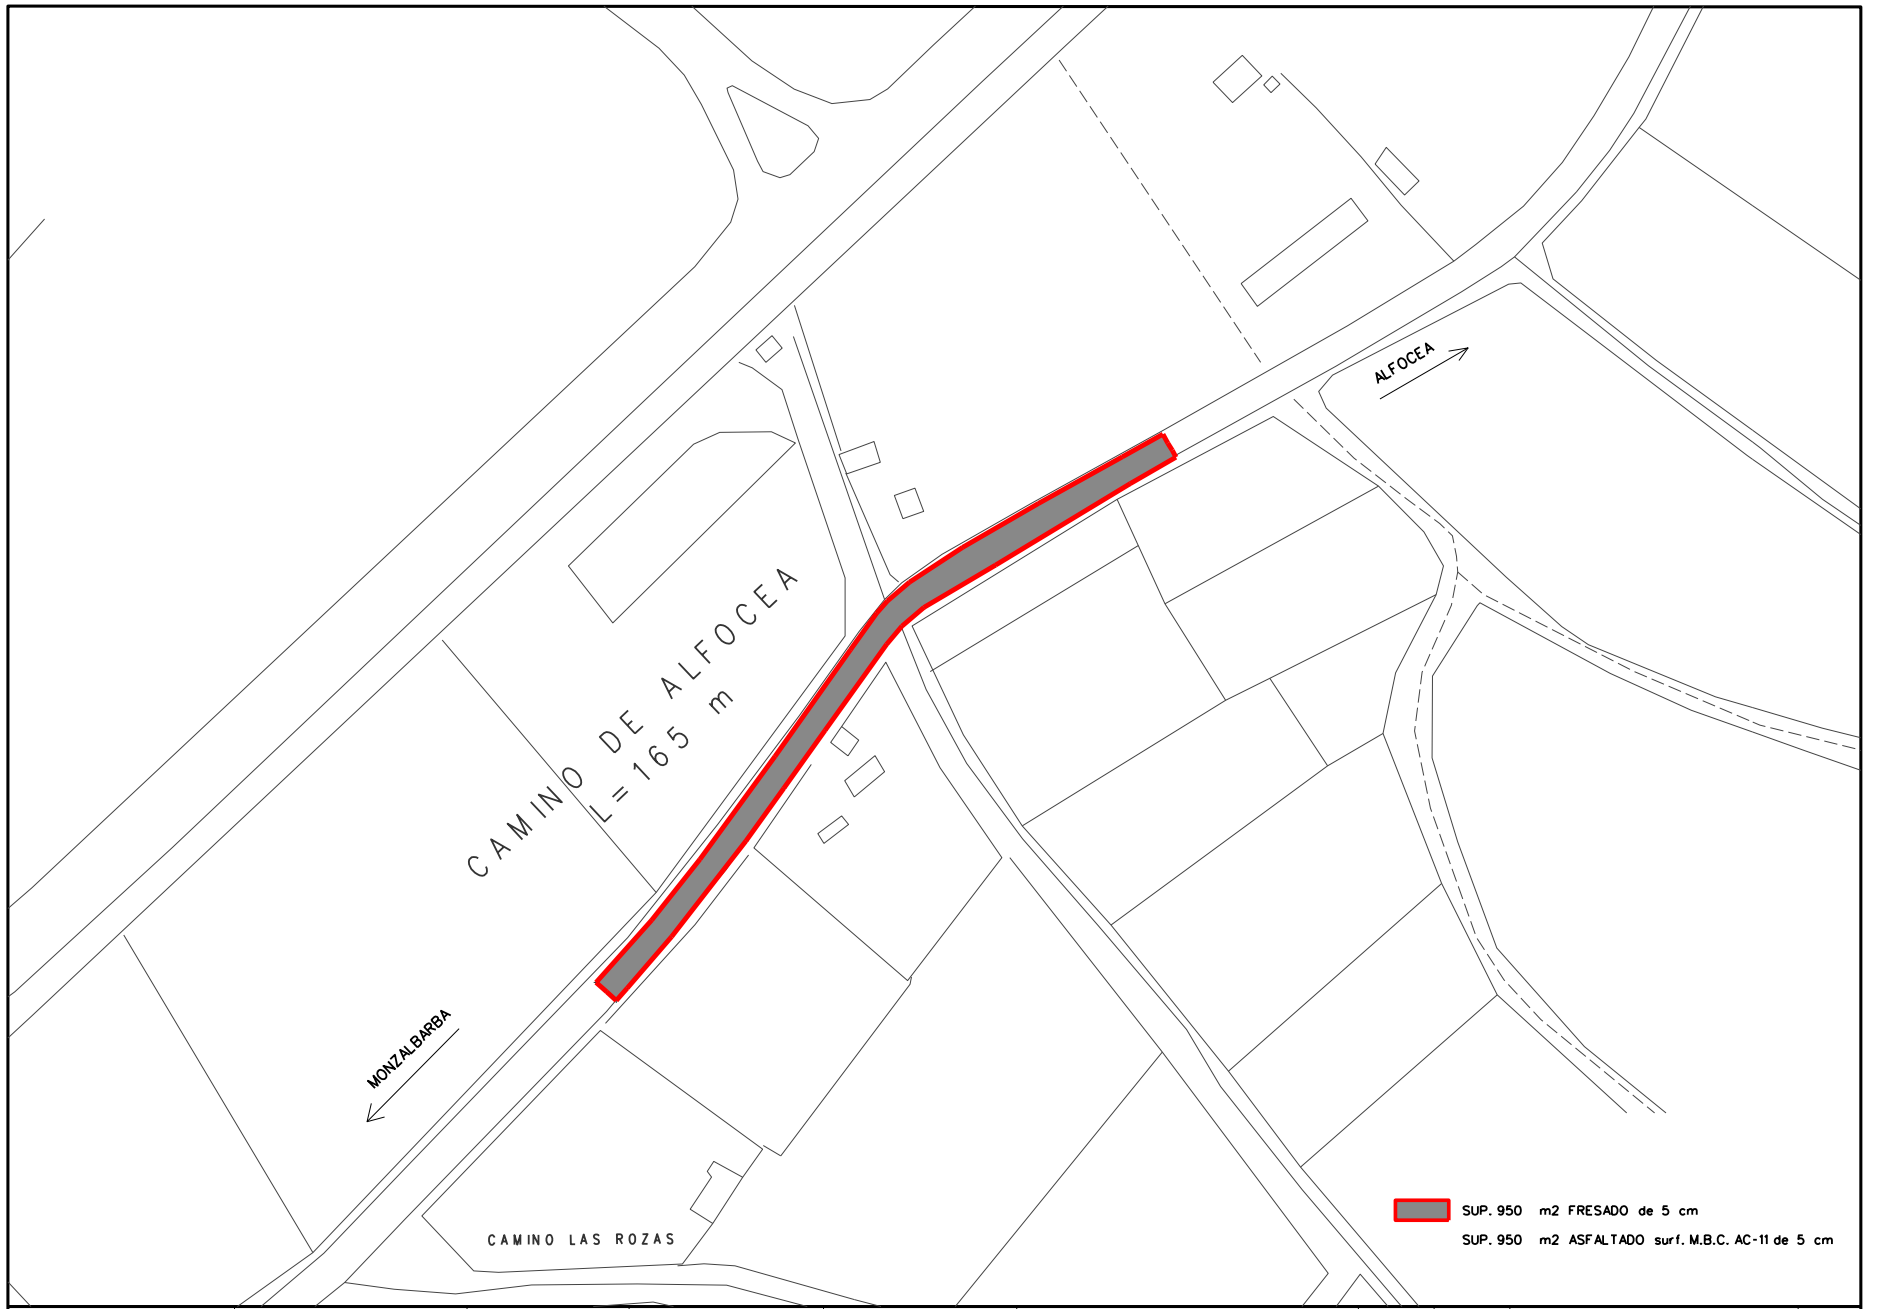 ALFOCEA
CAMINO DE ALFOCEA
L=165 m
MONZALBARBA
CAMINO LAS ROZAS
SUP. 950 m2 FRESADO de 5 cm
SUP. 950 m2 ASFALTADO surf. M.B.C. AC-11 de 5 cm